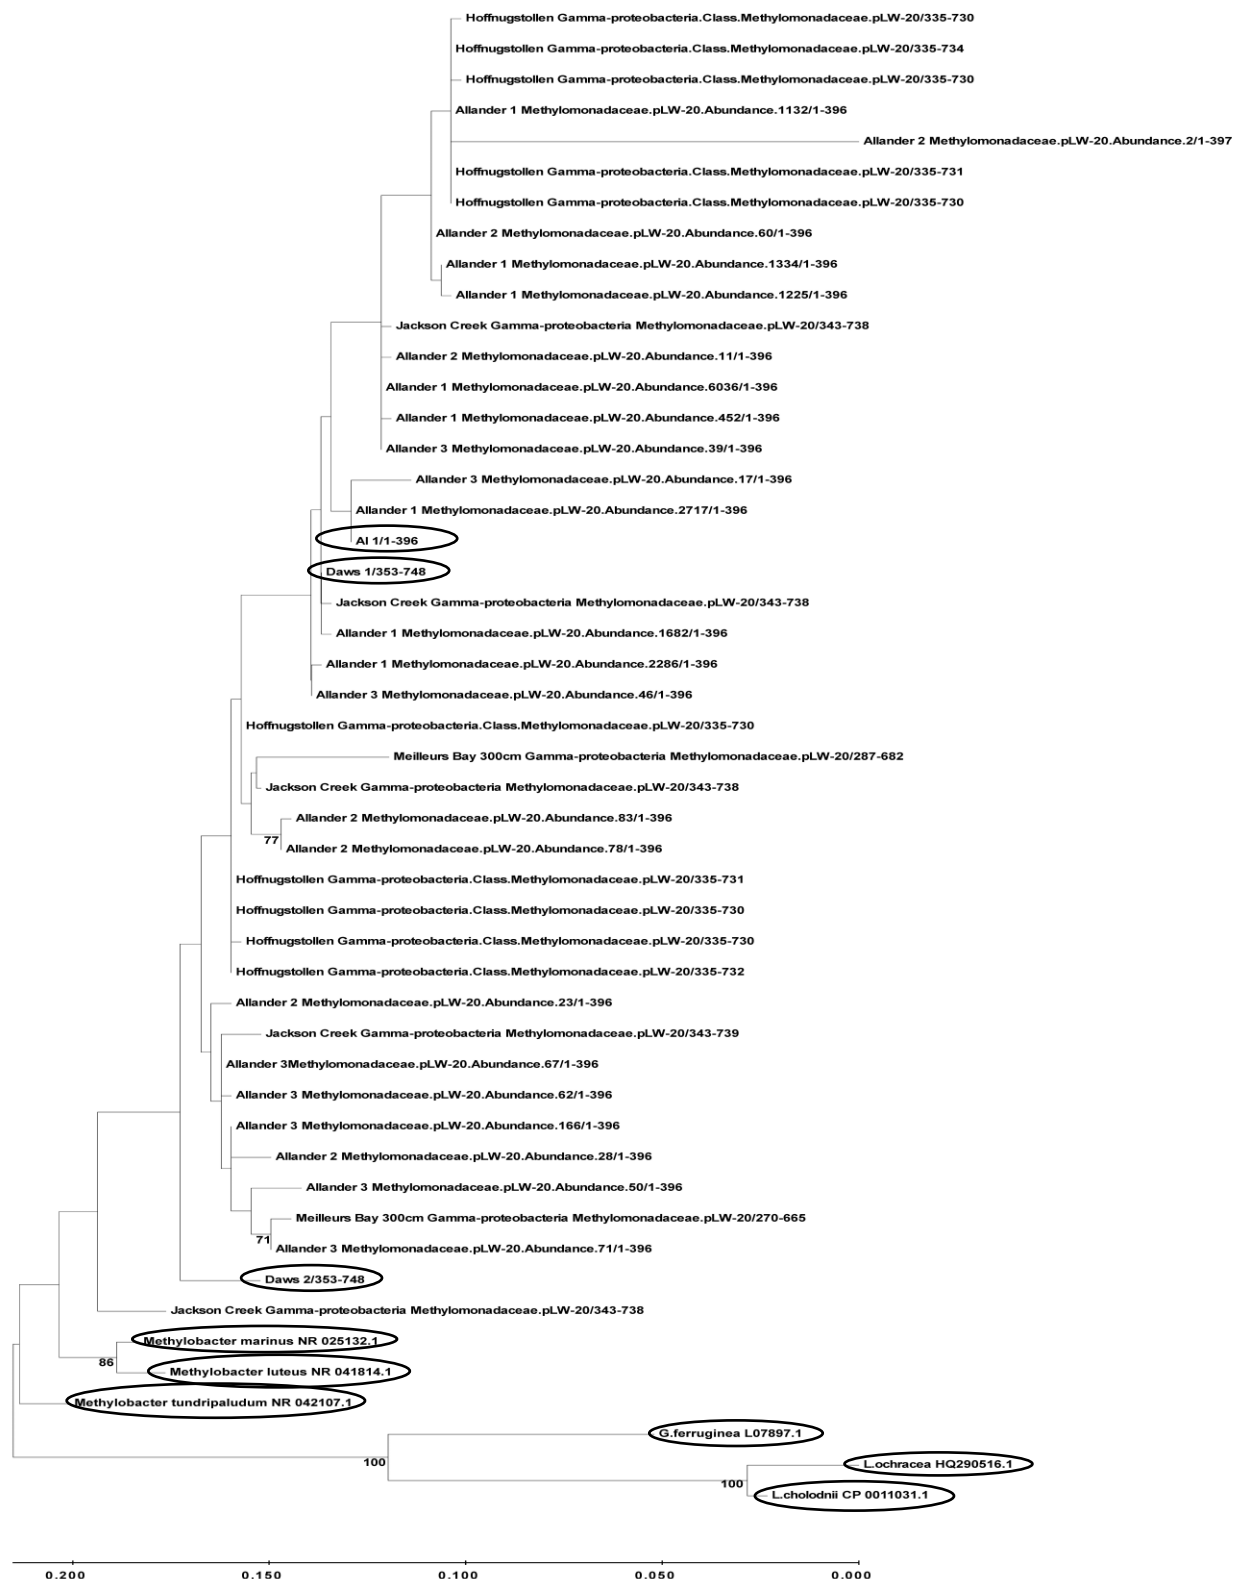 Hoffnugstollen Gamma-proteobacteria.Class.Methylomonadaceae.pLW-20/335-730
Hoffnugstollen Gamma-proteobacteria.Class.Methylomonadaceae.pLW-20/335-734
Hoffnugstollen Gamma-proteobacteria.Class.Methylomonadaceae.pLW-20/335-730
Allander 1 Methylomonadaceae.pLW-20.Abundance.1132/1-396
Allander 2 Methylomonadaceae.pLW-20.Abundance.2/1-397
Hoffnugstollen Gamma-proteobacteria.Class.Methylomonadaceae.pLW-20/335-731
Hoffnugstollen Gamma-proteobacteria.Class.Methylomonadaceae.pLW-20/335-730
Allander 2 Methylomonadaceae.pLW-20.Abundance.60/1-396
Allander 1 Methylomonadaceae.pLW-20.Abundance.1334/1-396
Allander 1 Methylomonadaceae.pLW-20.Abundance.1225/1-396
Jackson Creek Gamma-proteobacteria Methylomonadaceae.pLW-20/343-738
Allander 2 Methylomonadaceae.pLW-20.Abundance.11/1-396
Allander 1 Methylomonadaceae.pLW-20.Abundance.6036/1-396
Allander 1 Methylomonadaceae.pLW-20.Abundance.452/1-396
Allander 3 Methylomonadaceae.pLW-20.Abundance.39/1-396
Allander 3 Methylomonadaceae.pLW-20.Abundance.17/1-396
Allander 1 Methylomonadaceae.pLW-20.Abundance.2717/1-396
Al 1/1-396
Daws 1/353-748
Jackson Creek Gamma-proteobacteria Methylomonadaceae.pLW-20/343-738
Allander 1 Methylomonadaceae.pLW-20.Abundance.1682/1-396
Allander 1 Methylomonadaceae.pLW-20.Abundance.2286/1-396
Allander 3 Methylomonadaceae.pLW-20.Abundance.46/1-396
Hoffnugstollen Gamma-proteobacteria.Class.Methylomonadaceae.pLW-20/335-730
Meilleurs Bay 300cm Gamma-proteobacteria Methylomonadaceae.pLW-20/287-682
Jackson Creek Gamma-proteobacteria Methylomonadaceae.pLW-20/343-738
Allander 2 Methylomonadaceae.pLW-20.Abundance.83/1-396
77
Allander 2 Methylomonadaceae.pLW-20.Abundance.78/1-396
Hoffnugstollen Gamma-proteobacteria.Class.Methylomonadaceae.pLW-20/335-731
Hoffnugstollen Gamma-proteobacteria.Class.Methylomonadaceae.pLW-20/335-730
Hoffnugstollen Gamma-proteobacteria.Class.Methylomonadaceae.pLW-20/335-730
Hoffnugstollen Gamma-proteobacteria.Class.Methylomonadaceae.pLW-20/335-732
Allander 2 Methylomonadaceae.pLW-20.Abundance.23/1-396
Jackson Creek Gamma-proteobacteria Methylomonadaceae.pLW-20/343-739
Allander 3Methylomonadaceae.pLW-20.Abundance.67/1-396
Allander 3 Methylomonadaceae.pLW-20.Abundance.62/1-396
Allander 3 Methylomonadaceae.pLW-20.Abundance.166/1-396
Allander 2 Methylomonadaceae.pLW-20.Abundance.28/1-396
Allander 3 Methylomonadaceae.pLW-20.Abundance.50/1-396
Meilleurs Bay 300cm Gamma-proteobacteria Methylomonadaceae.pLW-20/270-665
71
Allander 3 Methylomonadaceae.pLW-20.Abundance.71/1-396
Daws 2/353-748
Jackson Creek Gamma-proteobacteria Methylomonadaceae.pLW-20/343-738
Methylobacter marinus NR 025132.1
86
Methylobacter luteus NR 041814.1
Methylobacter tundripaludum NR 042107.1
G.ferruginea L07897.1
100
L.ochracea HQ290516.1
100
L.cholodnii CP 0011031.1
0.200 0.150 0.100 0.050 0.000